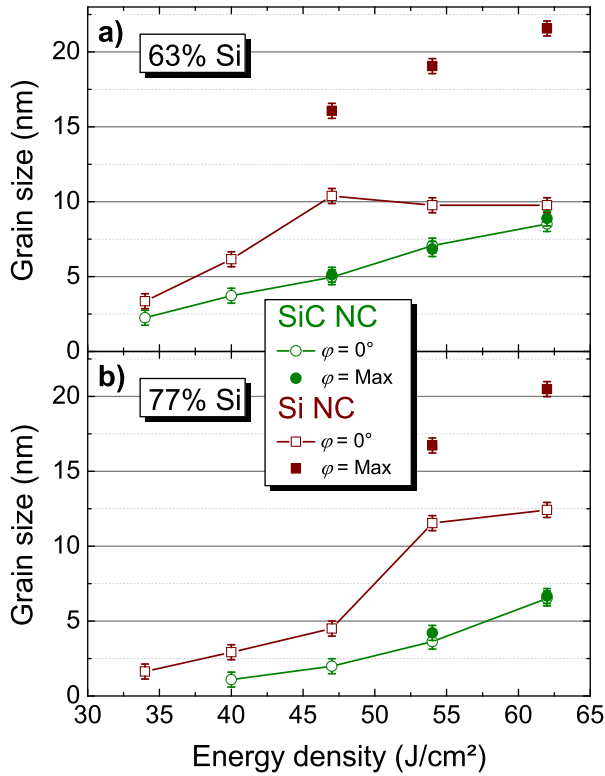 a)
63% Si
Grain size (nm)
20
15
10
5
0
SiC NC
φ = 0°
φ = Max
Si NC
φ = 0°
φ = Max
b)
77% Si
Grain size (nm)
20
15
10
5
0
30 35 40 45 50 55 60 65
Energy density (J/cm²)